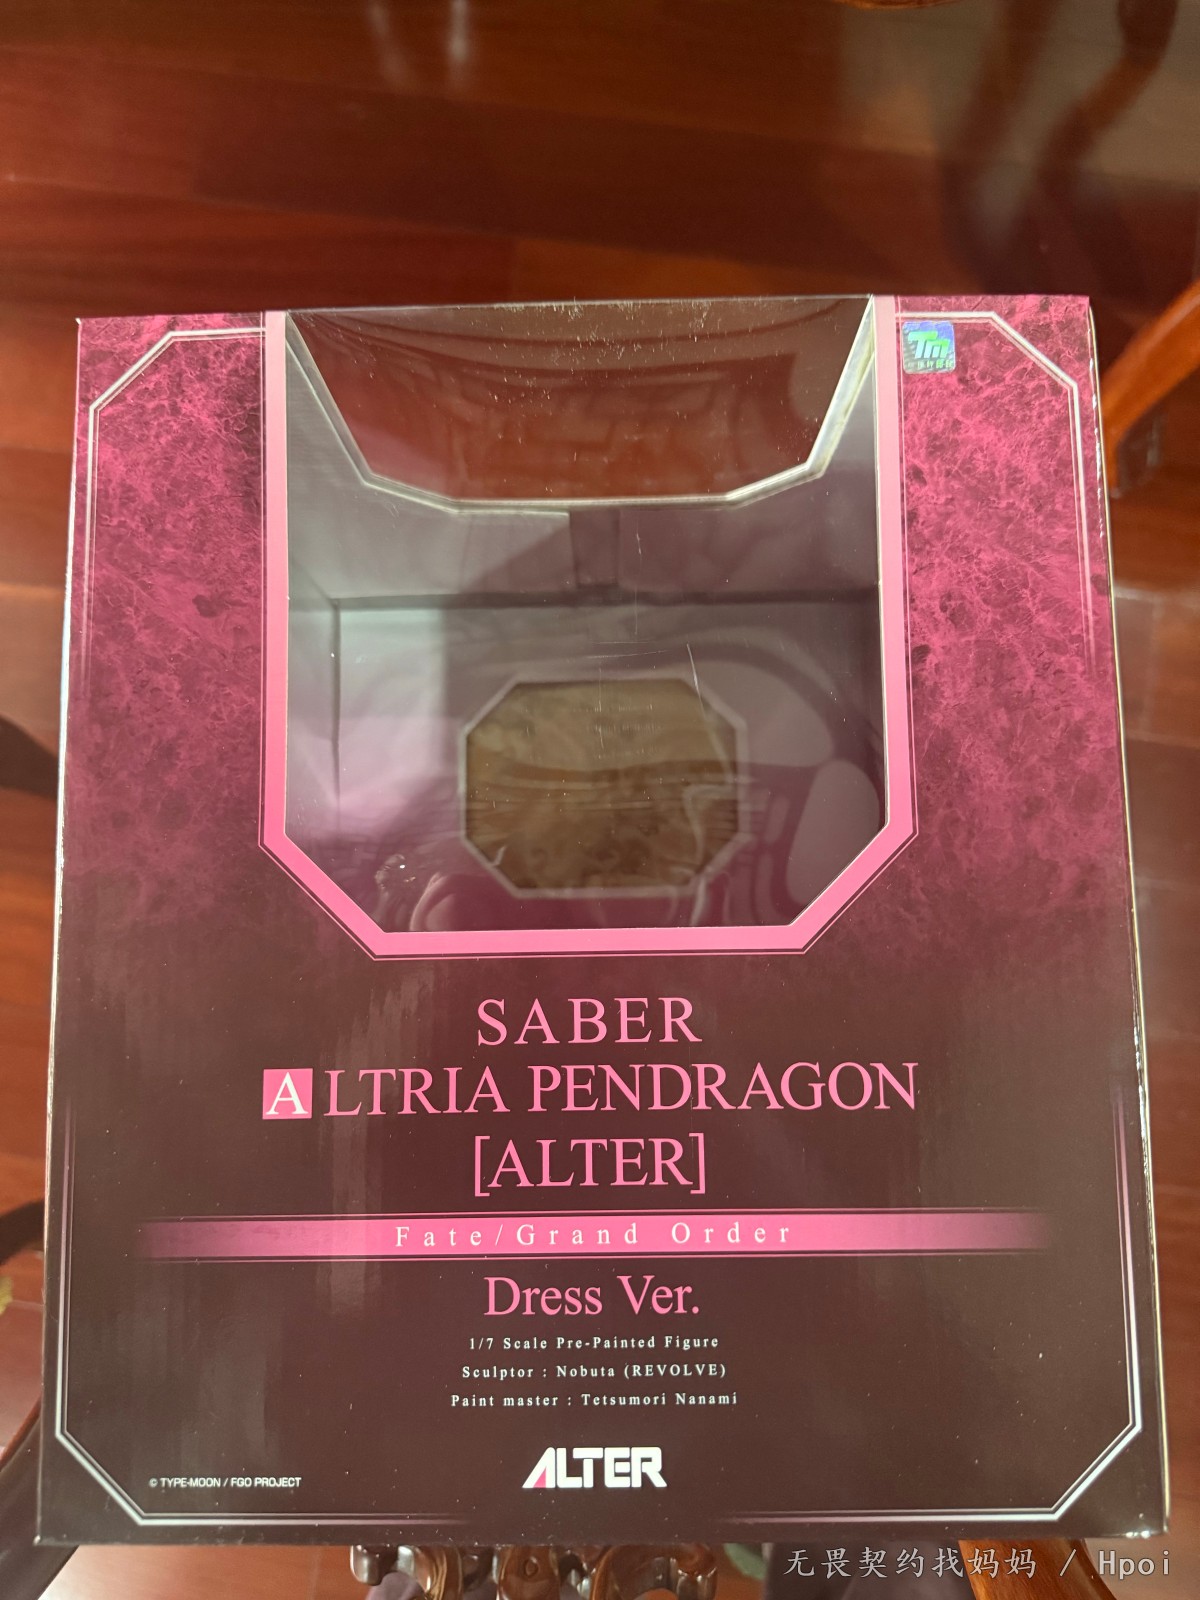 Tm
SABER
ALTRIA PENDRAGON
[ALTER]
Fate/Grand Order
Dress Ver.
1/7 Scale Pre-Painted Figure
Sculptor : Nobuta (REVOLVE)
Paint master : Tetsumori Nanami
ALTER
© TYPE-MOON / FGO PROJECT
无畏契约找妈妈 / Hpoi